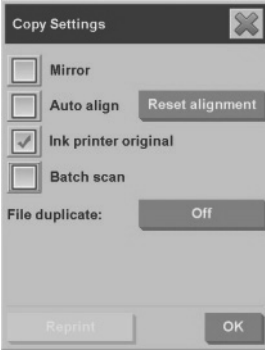 Copy Settings
Mirror
Auto align Reset alignment
Ink printer original
Batch scan
File duplicate: Off
Reprint OK